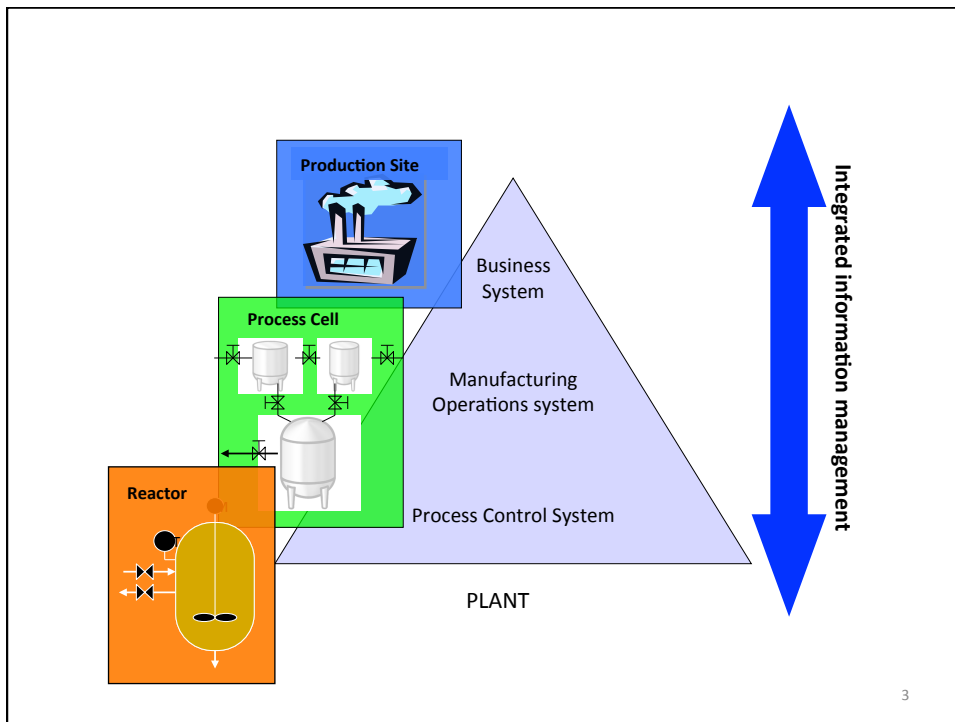 Production Site
Business
System
Process Cell
Manufacturing
Operations system
Reactor
Process Control System
PLANT
Integrated information management
3